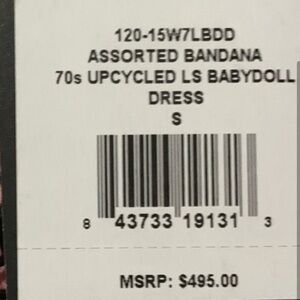 120-15W7LBDD
ASSORTED BANDANA
70s UPCYCLED LS BABYDOLL
DRESS
S
8 43733 19131 3
MSRP: $495.00